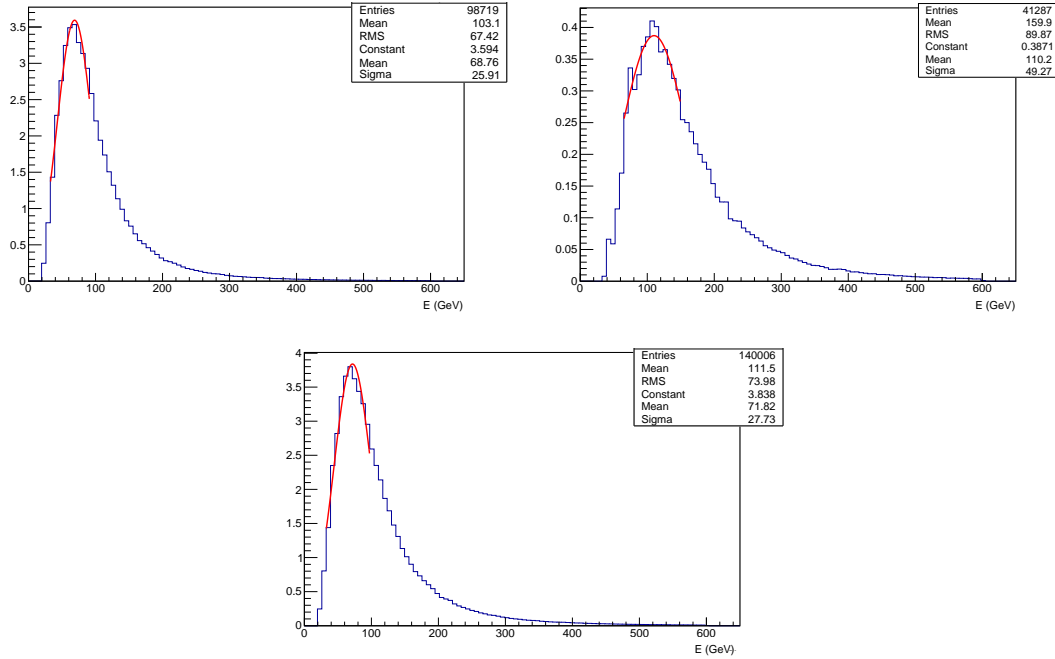 Entries 98719
Mean 103.1
RMS 67.42
Constant 3.594
Mean 68.76
Sigma 25.91
3.5
3
2.5
2
1.5
1
0.5
0
0 100 200 300 400 500 600
E (GeV)
Entries 41287
Mean 159.9
RMS 89.87
Constant 0.3871
Mean 110.2
Sigma 49.27
0.4
0.35
0.3
0.25
0.2
0.15
0.1
0.05
0
0 100 200 300 400 500 600
E (GeV)
Entries 140006
Mean 111.5
RMS 73.98
Constant 3.838
Mean 71.82
Sigma 27.73
4
3.5
3
2.5
2
1.5
1
0.5
0
0 100 200 300 400 500 600
E (GeV)